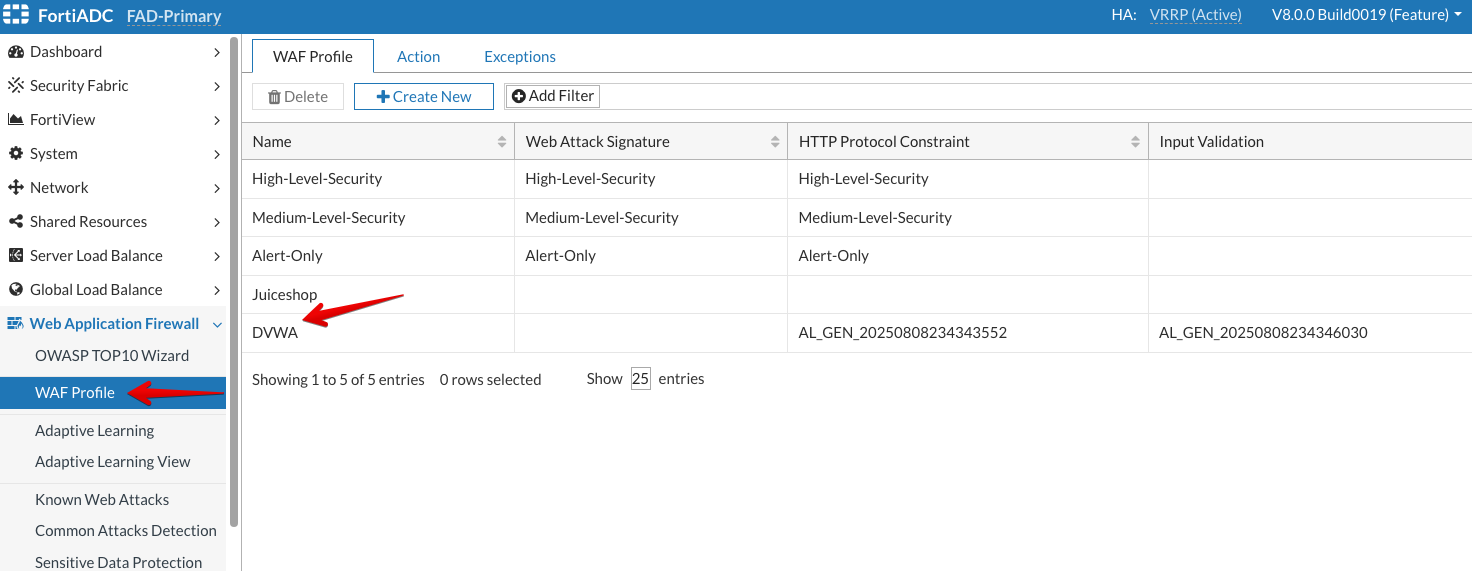 FortiADC FAD-Primary HA: VRRP (Active) V8.0.0 Build0019 (Feature)
Dashboard
Security Fabric
FortiView
System
Network
Shared Resources
Server Load Balance
Global Load Balance
Web Application Firewall
OWASP TOP10 Wizard
WAF Profile
Adaptive Learning
Adaptive Learning View
Known Web Attacks
Common Attacks Detection
Sensitive Data Protection
WAF Profile Action Exceptions
Delete Create New Add Filter
Name Web Attack Signature HTTP Protocol Constraint Input Validation
High-Level-Security High-Level-Security High-Level-Security
Medium-Level-Security Medium-Level-Security Medium-Level-Security
Alert-Only Alert-Only Alert-Only
Juiceshop
DVWA AL_GEN_20250808234343552 AL_GEN_20250808234346030
Showing 1 to 5 of 5 entries 0 rows selected Show 25 entries